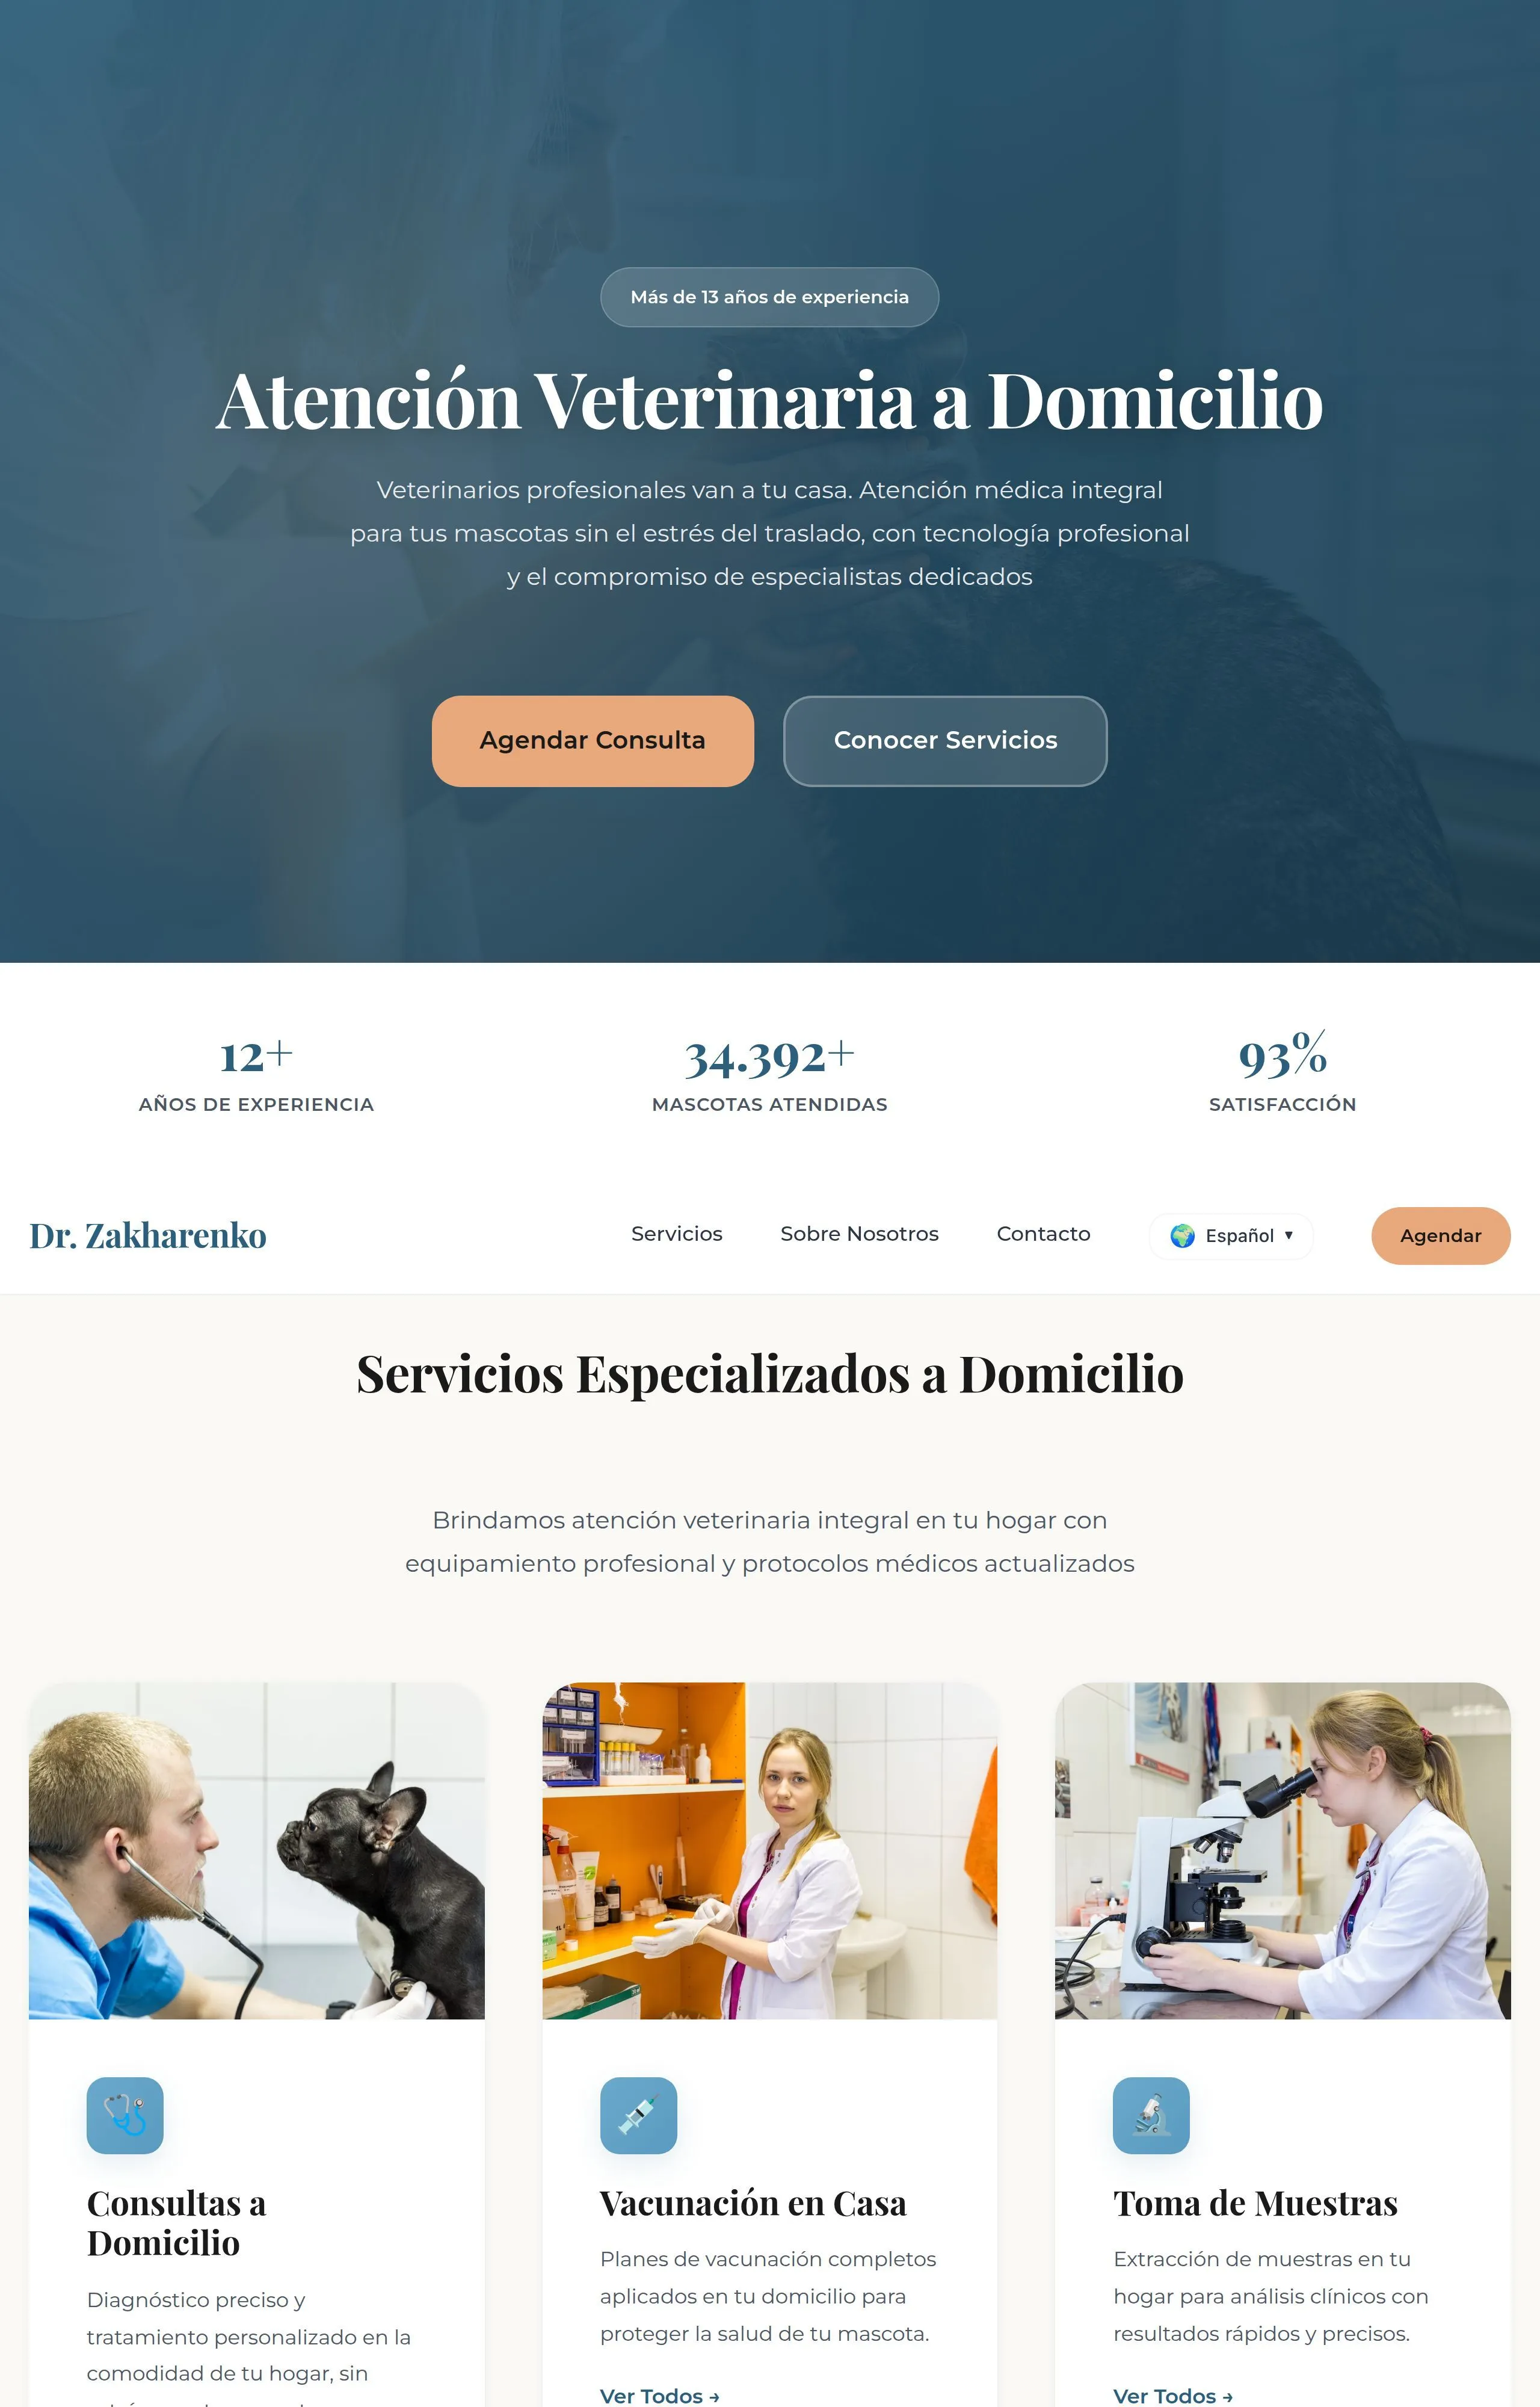 Más de 13 años de experiencia
Atención Veterinaria a Domicilio
Veterinarios profesionales van a tu casa. Atención médica integral
para tus mascotas sin el estrés del traslado, con tecnología profesional
y el compromiso de especialistas dedicados
Agendar Consulta
Conocer Servicios
12+
AÑOS DE EXPERIENCIA
34.392+
MASCOTAS ATENDIDAS
93%
SATISFACCIÓN
Dr. Zakharenko
Servicios
Sobre Nosotros
Contacto
Español
Agendar
Servicios Especializados a Domicilio
Brindamos atención veterinaria integral en tu hogar con
equipamiento profesional y protocolos médicos actualizados
Consultas a
Domicilio
Diagnóstico preciso y
tratamiento personalizado en la
comodidad de tu hogar, sin
Vacunación en Casa
Planes de vacunación completos
aplicados en tu domicilio para
proteger la salud de tu mascota.
Ver Todos →
Toma de Muestras
Extracción de muestras en tu
hogar para análisis clínicos con
resultados rápidos y precisos.
Ver Todos →